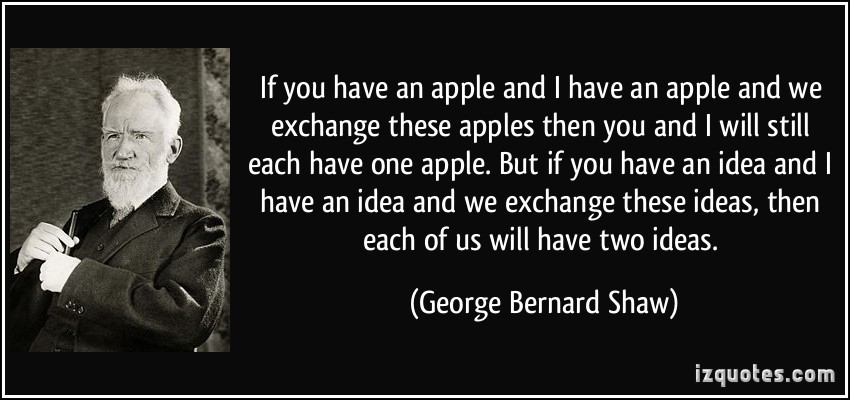 If you have an apple and I have an apple and we
exchange these apples then you and I will still
each have one apple. But if you have an idea and I
have an idea and we exchange these ideas, then
each of us will have two ideas.
(George Bernard Shaw)
izquotes.com